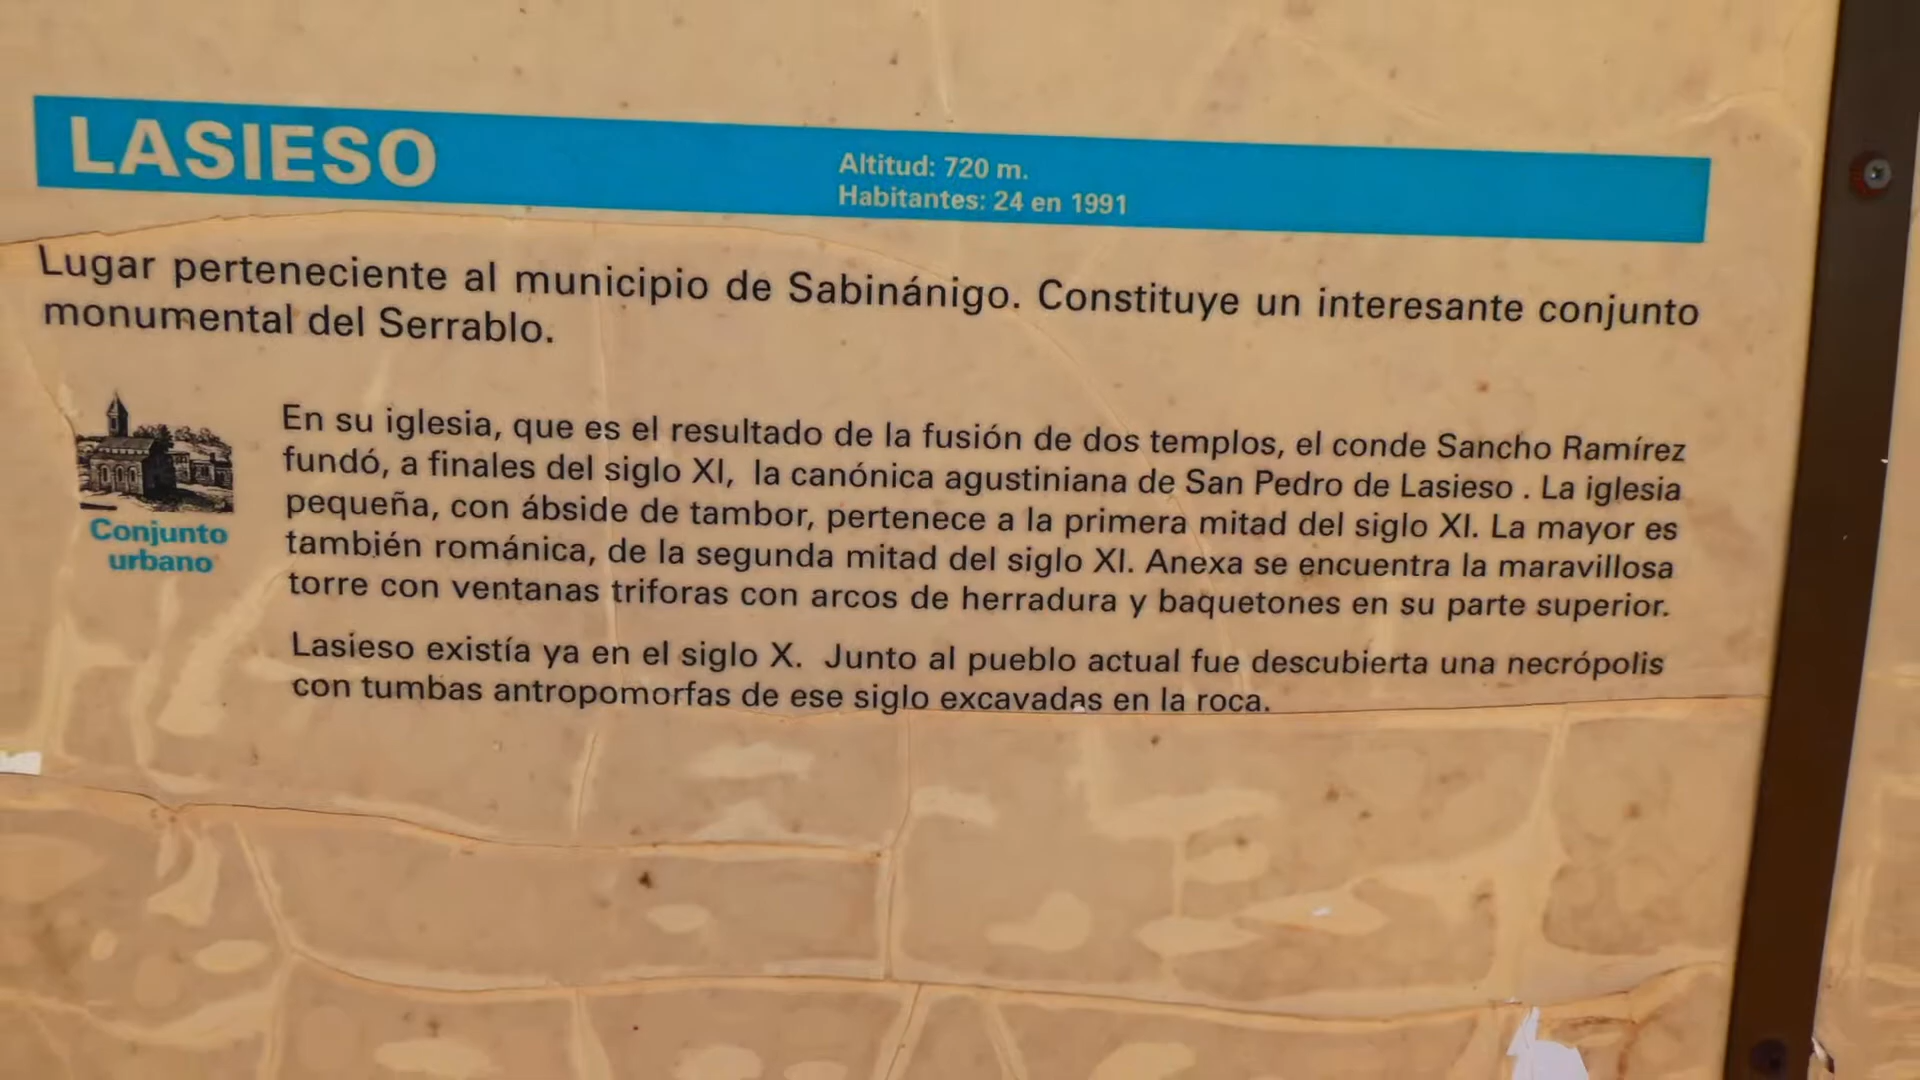 LASIESO
Altitud: 720 m.
Habitantes: 24 en 1991
Lugar perteneciente al municipio de Sabinánigo. Constituye un interesante conjunto
monumental del Serrablo.
Conjunto
urbano
En su iglesia, que es el resultado de la fusión de dos templos, el conde Sancho Ramírez
fundó, a finales del siglo XI, la canónica agustiniana de San Pedro de Lasieso . La iglesia
pequeña, con ábside de tambor, pertenece a la primera mitad del siglo XI. La mayor es
también románica, de la segunda mitad del siglo XI. Anexa se encuentra la maravillosa
torre con ventanas triforas con arcos de herradura y baquetones en su parte superior.
Lasieso existía ya en el siglo X. Junto al pueblo actual fue descubierta una necrópolis
con tumbas antropomorfas de ese siglo excavadas en la roca.